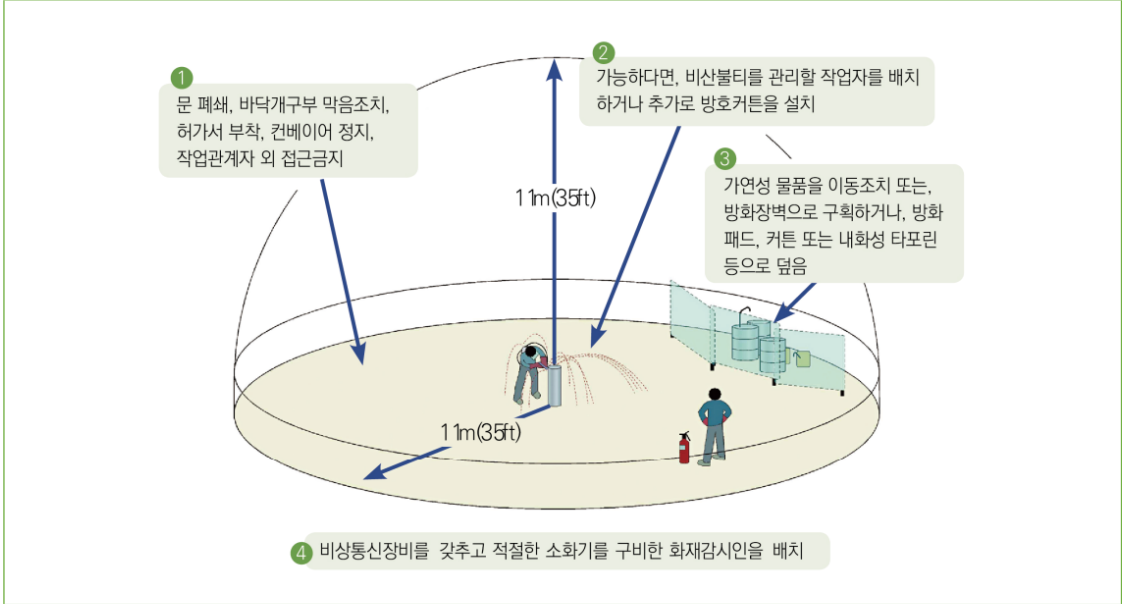 1
문 폐쇄, 바닥개구부 막음조치,
허가서 부착, 컨베이어 정지,
작업관계자 외 접근금지
2
가능하다면, 비산불티를 관리할 작업자를 배치
하거나 추가로 방호커튼을 설치
3
가연성 물품을 이동조치 또는,
방화장벽으로 구획하거나, 방화
패드, 커튼 또는 내화성 타포린
등으로 덮음
11m(35ft)
11m(35ft)
4 비상통신장비를 갖추고 적절한 소화기를 구비한 화재감시인을 배치